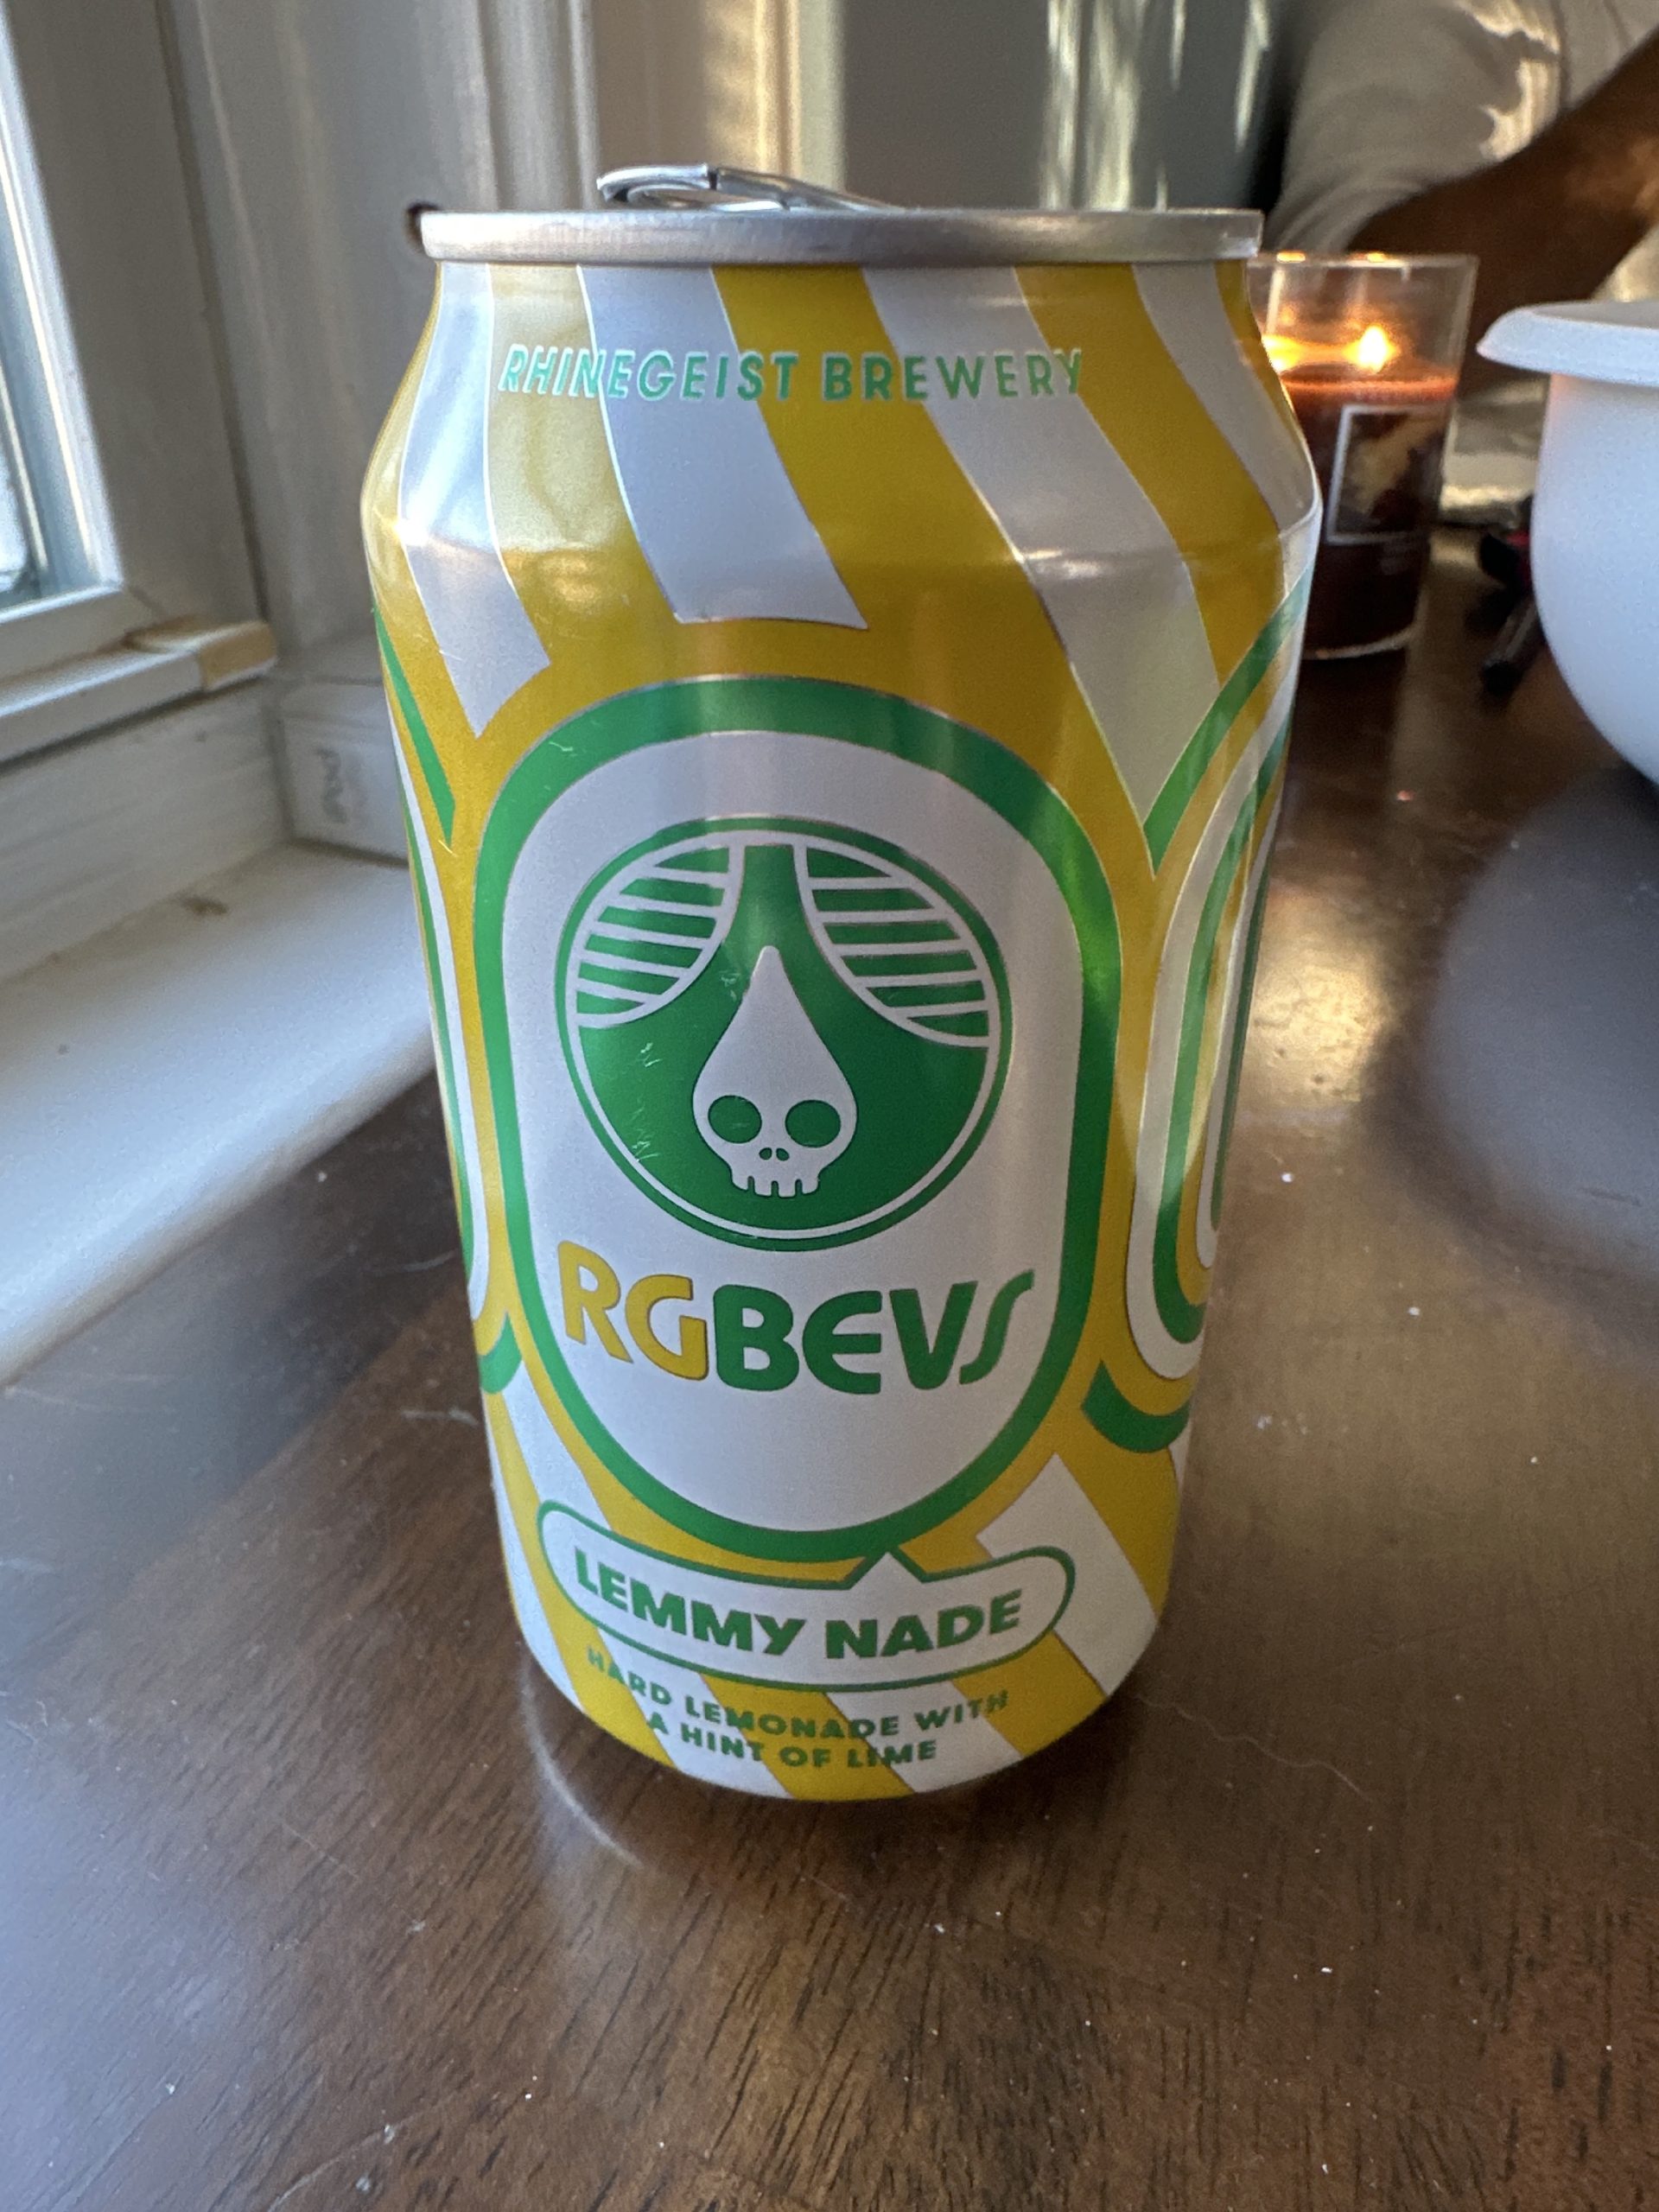 RHINEGEIST BREWERY
RGBEVS
LEMMY NADE
HARD LEMONADE WITH
A HINT OF LIME